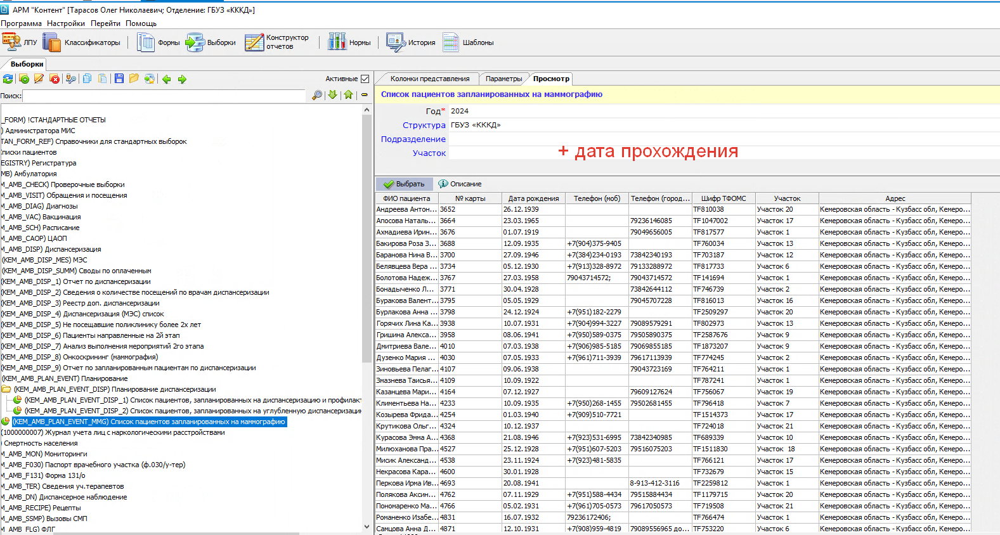 АРМ "Контент" [Тарасов Олег Николаевич; Отделение: ГБУЗ «КККД»]
Программа Настройки Перейти Помощь
ЛПУ Классификаторы Формы Выборки Конструктор отчетов Нормы История Шаблоны
Выборки
Активные
Поиск:
_FORM) !СТАНДАРТНЫЕ ОТЧЕТЫ
) Администратора МИС
TAN_FORM_REF) Справочники для стандартных выборок
писки пациентов
EGISTRY) Регистратура
MB) Амбулатория
M_AMB_CHECK) Проверочные выборки
M_AMB_VISIT) Обращения и посещения
M_AMB_DIAG) Диагнозы
M_AMB_VAC) Вакцинация
M_AMB_SCH) Расписание
M_AMB_CAOP) ЦАОП
M_AMB_DISP) Диспансеризация
(KEM_AMB_DISP_MES) МЭС
(KEM_AMB_DISP_SUMM) Своды по оплаченным
(KEM_AMB_DISP_1) Отчет по диспансеризации
(KEM_AMB_DISP_2) Сведения о количестве посещений по врачам диспансеризации
(KEM_AMB_DISP_3) Реестр доп. диспансеризации
(KEM_AMB_DISP_4) Диспансеризация (МЭС) список
(KEM_AMB_DISP_5) Не посещавшие поликлинику более 2х лет
(KEM_AMB_DISP_6) Пациенты направленные на 2й этап
(KEM_AMB_DISP_7) Анализ выполнения мероприятий 2го этапа
(KEM_AMB_DISP_8) Онкоскрининг (маммография)
(KEM_AMB_DISP_9) Отчет по запланированным пациентам по диспансеризации
(KEM_AMB_PLAN_EVENT) Планирование
(KEM_AMB_PLAN_EVENT_DISP) Планирование диспансеризации
(KEM_AMB_PLAN_EVENT_DISP_1) Список пациентов, запланированных на диспансеризацию и профилакт
(KEM_AMB_PLAN_EVENT_DISP_2) Список пациентов, запланированных на углубленную диспансеризацию
(KEM_AMB_PLAN_EVENT_MMG) Список пациентов запланированных на маммографию
(1000000007) Журнал учета лиц с наркологическими расстройствами
) Смертность населения
M_AMB_MON) Мониторинги
M_AMB_F030) Паспорт врачебного участка (ф.030/у-тер)
M_AMB_F131) Форма 131/о
M_AMB_TER) Сведения уч.терапевтов
M_AMB_DN) Диспансерное наблюдение
M_AMB_RECIPE) Рецепты
M_AMB_SSMP) Вызовы СМП
M_AMB_FLG) ФЛГ
Колонки представления Параметры Просмотр
Список пациентов запланированных на маммографию
Год* 2024
Структура ГБУЗ «КККД»
Подразделение
Участок
+ дата прохождения
Выбрать Описание
ФИО пациента № карты Дата рождения Телефон (моб) Телефон (город... Шифр ТФОМС Участок Адрес
Андреева Антон... 3652 26.12.1939 TF810038 Участок 20 Кемеровская область - Кузбасс обл, Кемеро...
Апосова Наталь... 3664 23.03.1965 79236146085 TF1047002 Участок 17 Кемеровская область - Кузбасс обл, Кемеро...
Ахмадиева Ирин... 3676 01.07.1919 79049656005 TF817577 Участок 1 Кемеровская область - Кузбасс обл, Кемеро...
Бакирова Роза З... 3688 12.09.1935 +7(904)375-9405 TF760034 Участок 13 Кемеровская область - Кузбасс обл, Кемеро...
Баранова Нина В... 3700 27.09.1946 +7(384)234-0193 73842340193 TF703187 Участок 12 Кемеровская область - Кузбасс обл, Кемеро...
Белявцева Вера ... 3734 05.12.1930 +7(913)328-8972 79133288972 TF817733 Участок 6 Кемеровская область - Кузбасс обл, Кемеро...
Болотова Надеж... 3767 27.03.1958 79043714572; 79043714572 TF141694 Участок 1 Кемеровская область - Кузбасс обл, Кемеро...
Бонадыченко Л... 3771 30.04.1928 73842644112 TF746739 Участок 2 Кемеровская область - Кузбасс обл, Кемеро...
Буракова Валент... 3795 05.05.1929 79045707228 TF816013 Участок 16 Кемеровская область - Кузбасс обл, Кемеро...
Бурлакова Анна ... 3798 24.12.1924 +7(951)182-2279 TF2509297 Участок 20 Кемеровская область - Кузбасс обл, Кемеро...
Горячих Лина Ка... 3938 10.07.1931 +7(904)994-3227 79089579291 TF802973 Участок 13 Кемеровская область - Кузбасс обл, Кемеро...
Гришина Алекса... 3958 08.06.1941 +7(950)589-0375 79505890375 TF2587676 Участок 9 Кемеровская область - Кузбасс обл, Кемеро...
Дмитриева Вале... 4010 07.03.1938 +7(906)985-5185 79069855185 TF1873207 Участок 9 Кемеровская область - Кузбасс обл, Кемеро...
Дузенко Мария ... 4030 07.05.1933 +7(961)711-3939 79617113939 TF774245 Участок 2 Кемеровская область - Кузбасс обл, Кемеро...
Зиновьева Пелаг... 4107 09.06.1938 79043723169 TF764211 Участок 1 Кемеровская область - Кузбасс обл, Кемеро...
Змазнева Таисья... 4109 10.09.1922 TF787241 Участок 1 Кемеровская область - Кузбасс обл, Кемеро...
Казанцева Мари... 4164 07.12.1927 79609127624 TF756067 Участок 19 Кемеровская область - Кузбасс обл, Кемеро...
Климентьева На... 4233 10.09.1935 +7(950)268-1455 79502681455 TF796418 Участок 7 Кемеровская область - Кузбасс обл, Кемеро...
Козырева Фрида... 4254 01.03.1940 +7(909)510-7721 TF1514373 Участок 17 Кемеровская область - Кузбасс обл, Кемеро...
Крутикова Ольг... 4324 10.12.1937 TF724018 Участок 21 Кемеровская область - Кузбасс обл, Кемеро...
Курасова Эмма А... 4368 21.08.1946 +7(923)531-6995 73842340985 TF689339 Участок 10 Кемеровская область - Кузбасс обл, Кемеро...
Милюханова Пра... 4527 25.12.1928 +7(951)607-5203 79516075203 TF1511830 Участок 18 Кемеровская область - Кузбасс обл, Кемеро...
Мисик Александ... 4538 23.11.1924 +7(923)481-5835 TF766121 Участок 17 Кемеровская область - Кузбасс обл, Кемеро...
Некрасова Кара... 4600 30.01.1928 TF732679 Участок 15 Кемеровская область - Кузбасс обл, Кемеро...
Перкова Ирма Ив... 4693 20.08.1941 8-913-412-3116 TF2259812 Участок 1 Кемеровская область - Кузбасс обл, Кемеро...
Полякова Аксин... 4762 07.11.1929 +7(951)588-4434 79515884434 TF1179715 Участок 20 Кемеровская область - Кузбасс обл, Кемеро...
Пономаренко Ма... 4766 05.02.1931 +7(961)705-0573 79617050573 TF719508 Участок 21 Кемеровская область - Кузбасс обл, Кемеро...
Романенко Изабе... 4831 16.07.1932 79236172406; TF766474 Участок 1 Кемеровская область - Кузбасс обл, Кемеро...
Самцова Анна Д... 4871 12.10.1931 +7(908)959-4819 79089556965 до... TF753220 Участок 6 Кемеровская область - Кузбасс обл, Кемеро...